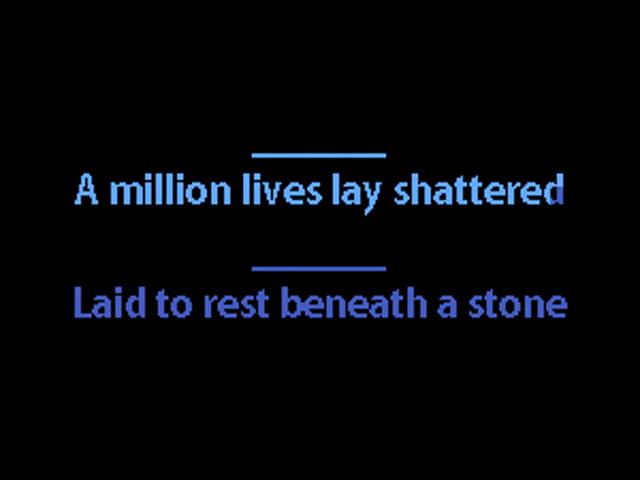 A million lives lay shattered
Laid to rest beneath a stone